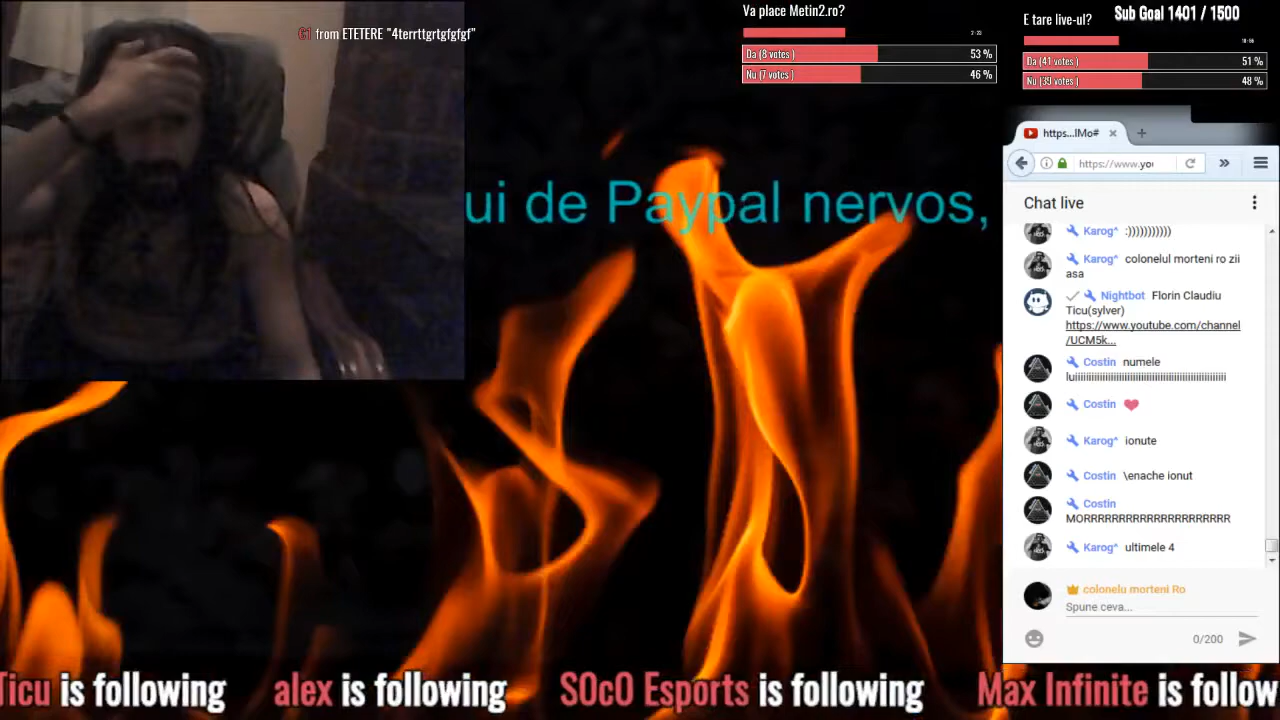 €1 from ETETERE "4terrttgrtgfgfgf"
Va place Metin2.ro?
Da (8 votes )
53 %
Nu (7 votes )
46 %
E tare live-ul?
Sub Goal 1401 / 1500
Da (41 votes )
51 %
Nu (39 votes )
48 %
ui de Paypal nervos,
https...lMo#
https://www.you
Chat live
Karog^ :)))))))))))
Karog^ colonelul morteni ro zii
asa
Nightbot Florin Claudiu
Ticu(sylver)
https://www.youtube.com/channel
/UCM5k...
Costin numele
luiiiiiiiiiiiiiiiiiiiiiiiiiiiiiiiiiiiiiiiiiiiiii
Costin ❤
Karog^ ionute
Costin \enache ionut
Costin
MORRRRRRRRRRRRRRRRRRRR
Karog^ ultimele 4
colonelu morteni Ro
Spune ceva...
0/200
Ticu is following
alex is following
SOcO Esports is following
Max Infinite is follow